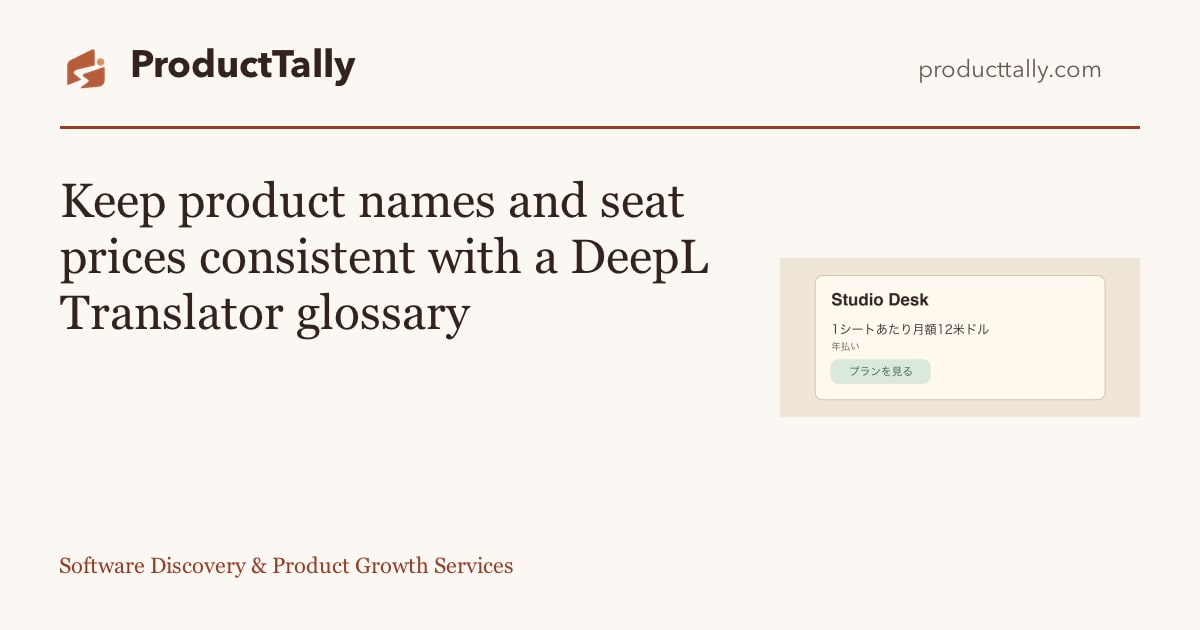 ProductTally
producttally.com
Keep product names and seat
prices consistent with a DeepL
Translator glossary
Studio Desk
1シートあたり月額12米ドル
年払い
プランを見る
Software Discovery & Product Growth Services